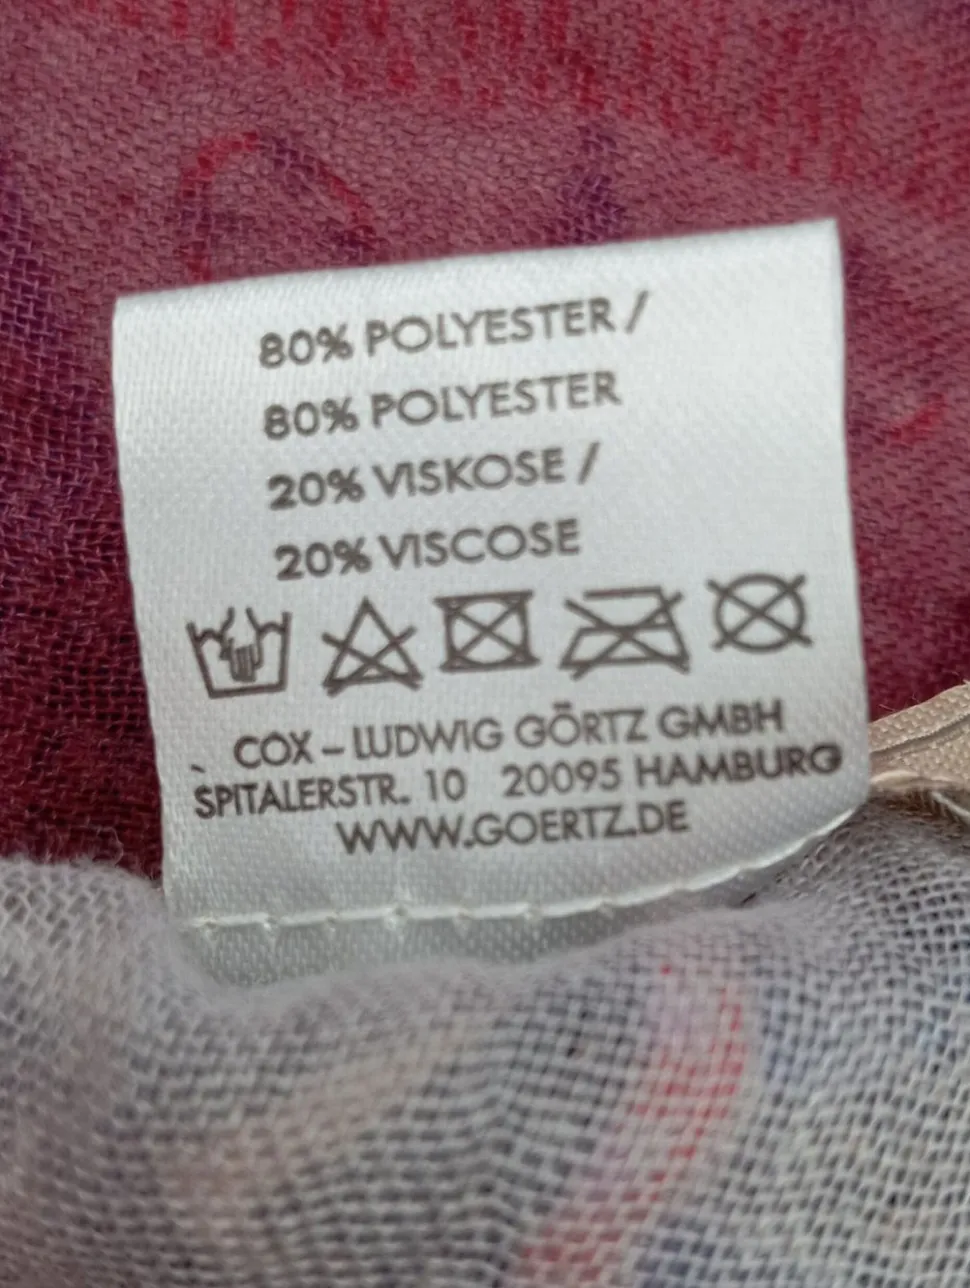 80% POLYESTER /
80% POLYESTER
20% VISKOSE /
20% VISCOSE
COX – LUDWIG GÖRTZ GMBH
SPITALERSTR. 10 20095 HAMBURG
WWW.GOERTZ.DE